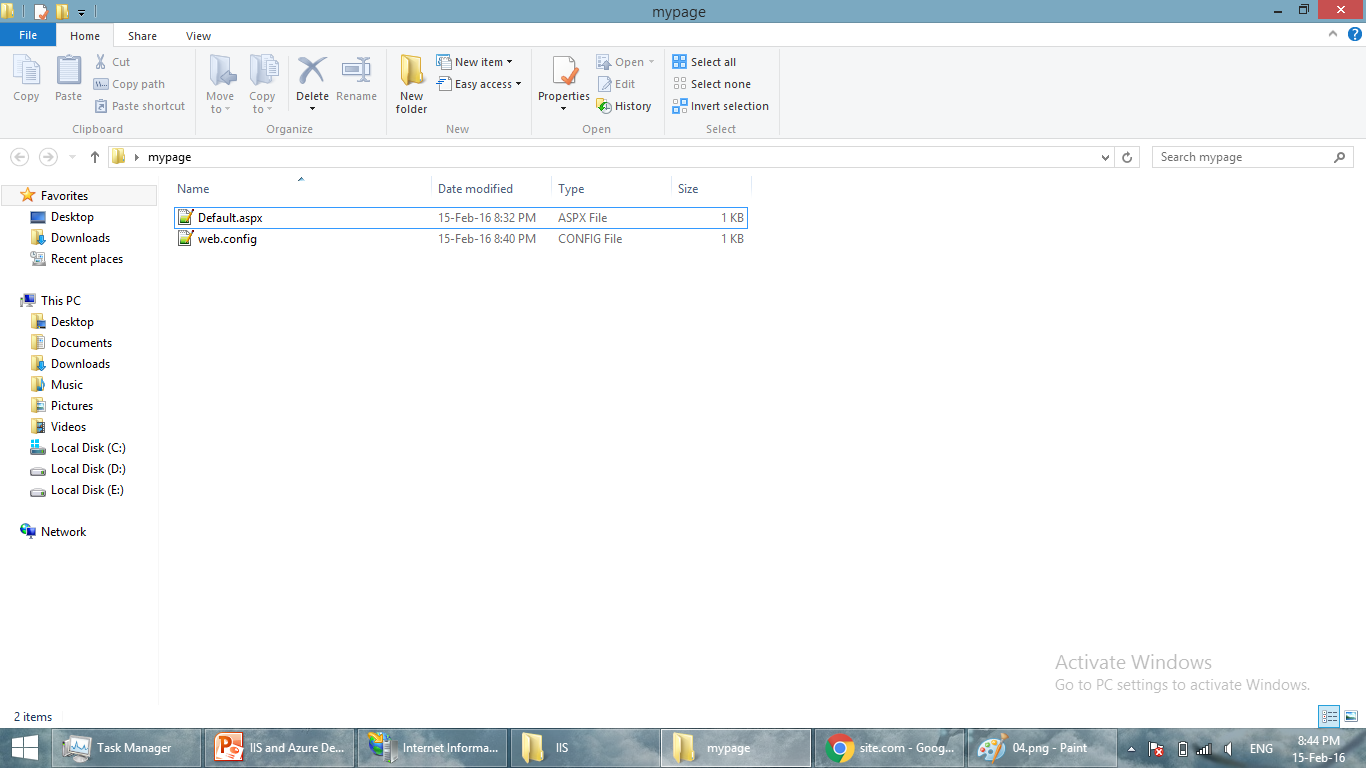 mypage
File Home Share View
Copy Paste Cut Copy path Paste shortcut Clipboard
Move to Copy to Delete Rename Organize
New folder New item Easy access New
Properties Open Edit History Open
Select all Select none Invert selection Select
mypage Search mypage
Name Date modified Type Size
Default.aspx 15-Feb-16 8:32 PM ASPX File 1 KB
web.config 15-Feb-16 8:40 PM CONFIG File 1 KB
Favorites
Desktop
Downloads
Recent places
This PC
Desktop
Documents
Downloads
Music
Pictures
Videos
Local Disk (C:)
Local Disk (D:)
Local Disk (E:)
Network
Activate Windows
Go to PC settings to activate Windows.
2 items
Task Manager IIS and Azure De... Internet Informa... IIS mypage site.com - Goog... 04.png - Paint ENG 8:44 PM
15-Feb-16